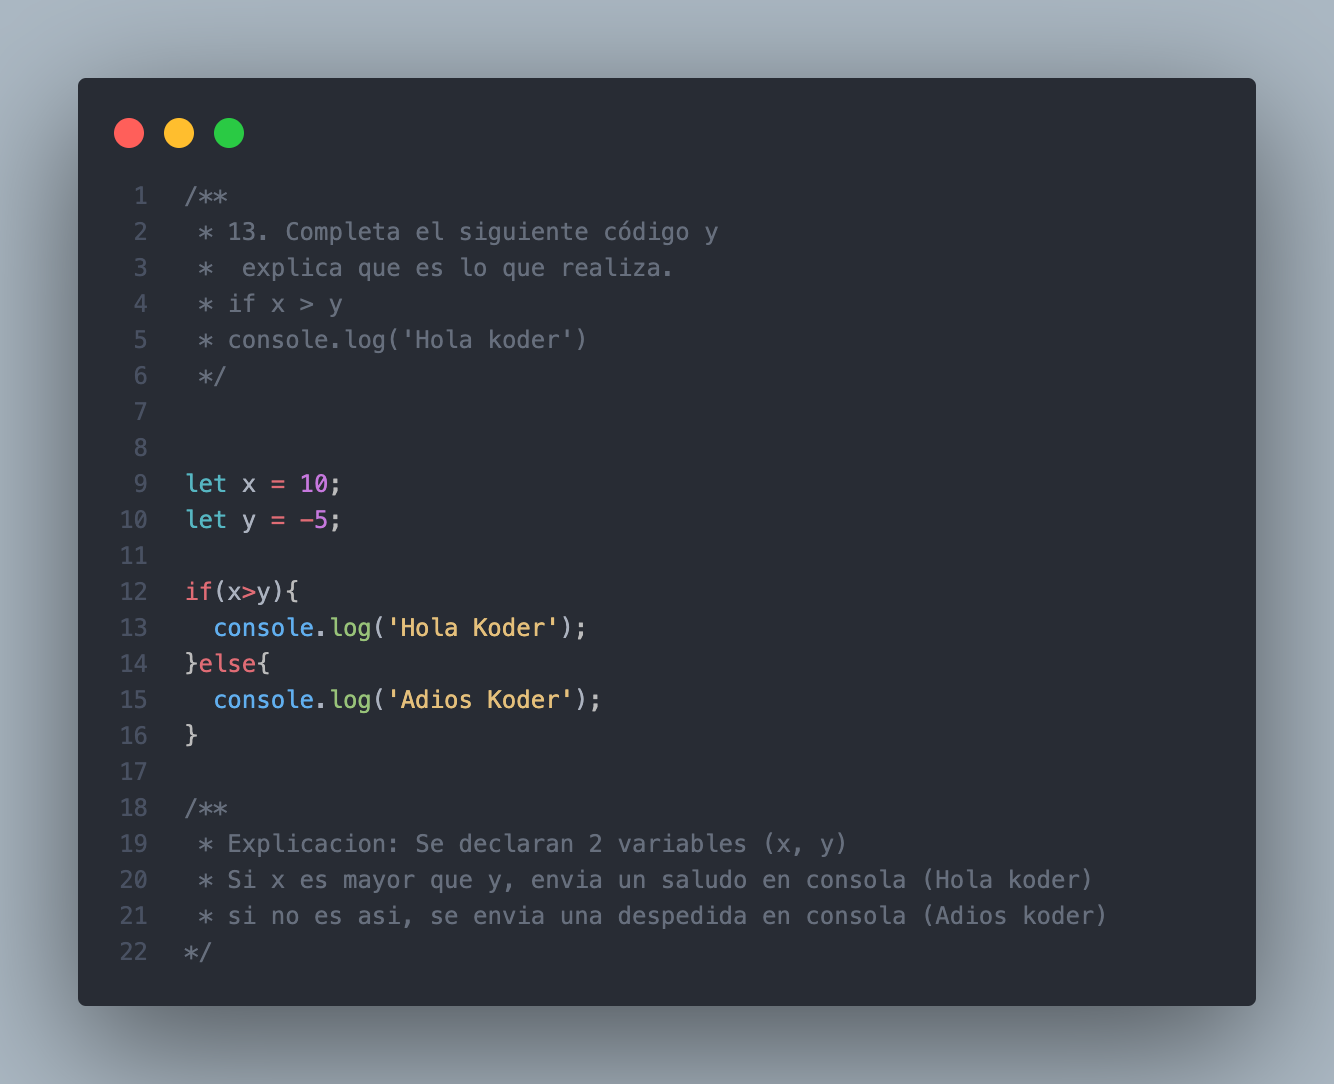 1 /**
2  * 13. Completa el siguiente código y
3  *  explica que es lo que realiza.
4  * if x > y
5  * console.log('Hola koder')
6  */
7
8
9 let x = 10;
10 let y = -5;
11
12 if(x>y){
13   console.log('Hola Koder');
14 }else{
15   console.log('Adios Koder');
16 }
17
18 /**
19  * Explicacion: Se declaran 2 variables (x, y)
20  * Si x es mayor que y, envia un saludo en consola (Hola koder)
21  * si no es asi, se envia una despedida en consola (Adios koder)
22 */